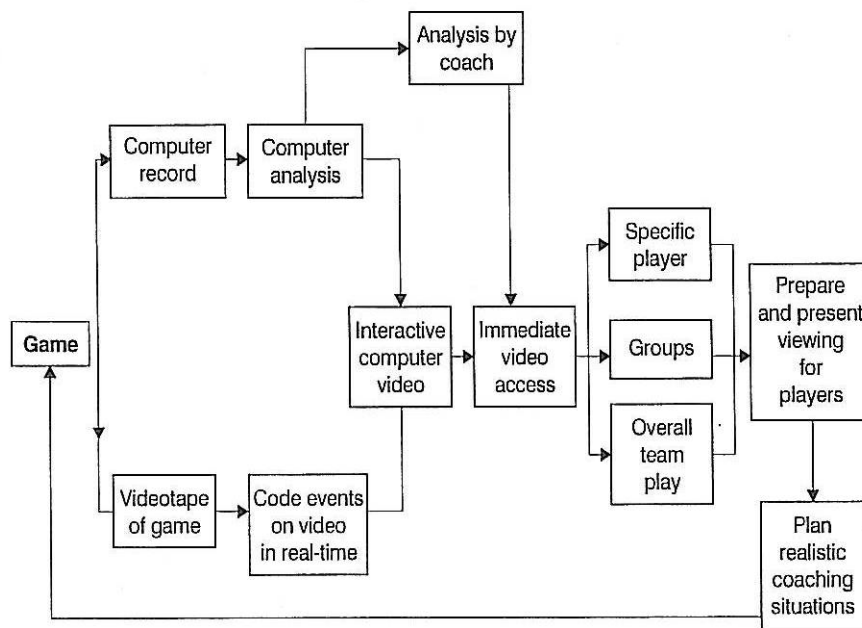 Analysis by
coach
Computer
record
Computer
analysis
Specific
player
Prepare
and present
viewing
for
players
Game
Interactive
computer
video
Immediate
video
access
Groups
Overall
team
play
Videotape
of game
Code events
on video
in real-time
Plan
realistic
coaching
situations